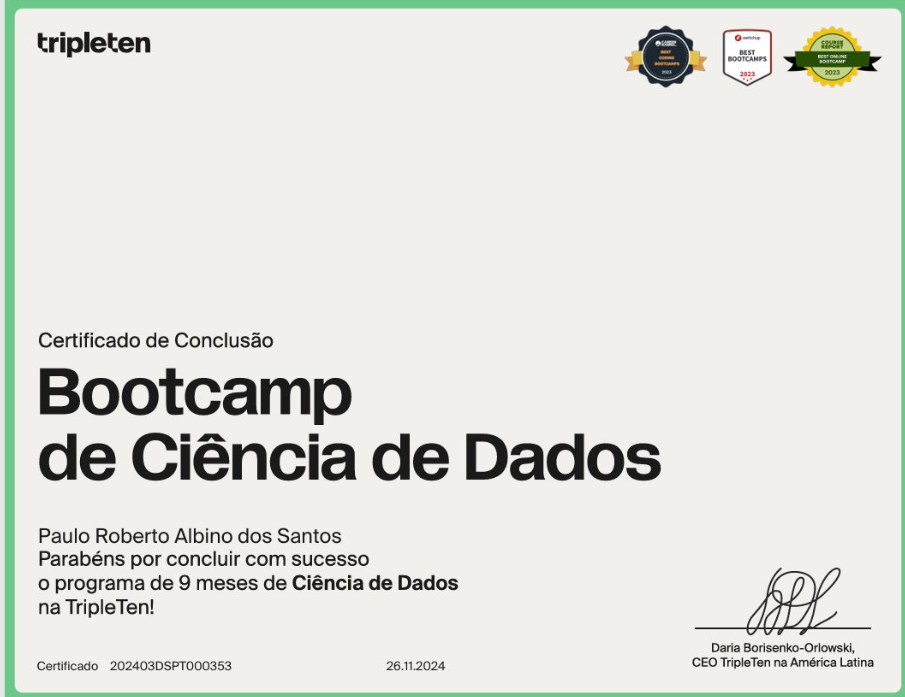 tripleten
CAREER KARMA
BEST
CODING
BOOTCAMPS
2023
switchup
BEST
BOOTCAMPS
2023
COURSE
REPORT
BEST ONLINE
BOOTCAMP
2023
Certificado de Conclusão
Bootcamp
de Ciência de Dados
Paulo Roberto Albino dos Santos
Parabéns por concluir com sucesso
o programa de 9 meses de Ciência de Dados
na TripleTen!
Certificado 202403DSPT000353
26.11.2024
Daria Borisenko-Orlowski,
CEO TripleTen na América Latina